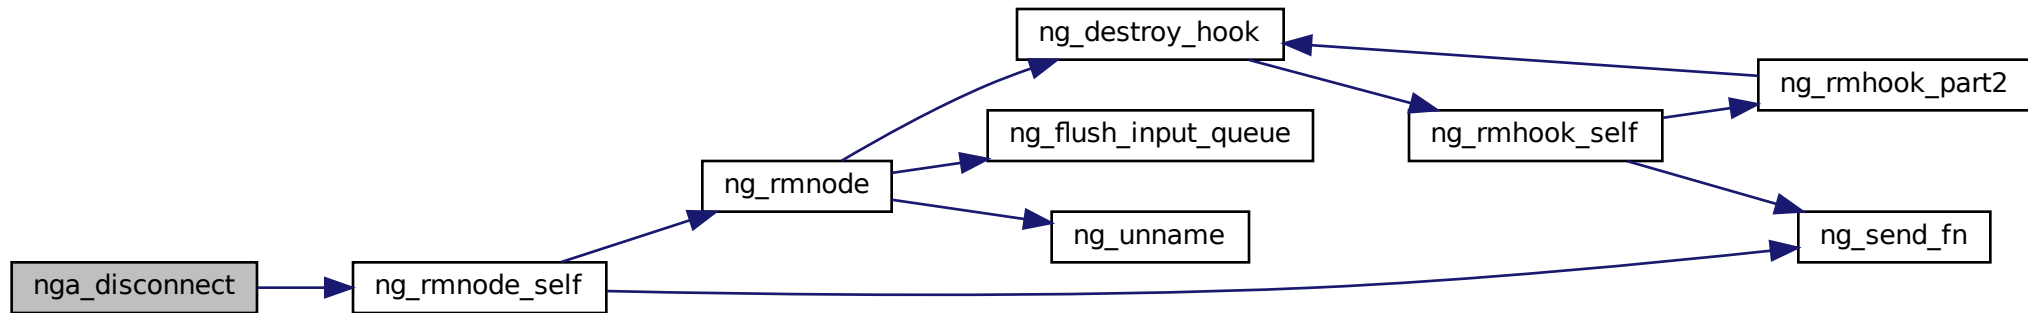 ng_destroy_hook
ng_rmhook_part2
ng_flush_input_queue
ng_rmhook_self
ng_rmnode
ng_unname
ng_send_fn
nga_disconnect
ng_rmnode_self